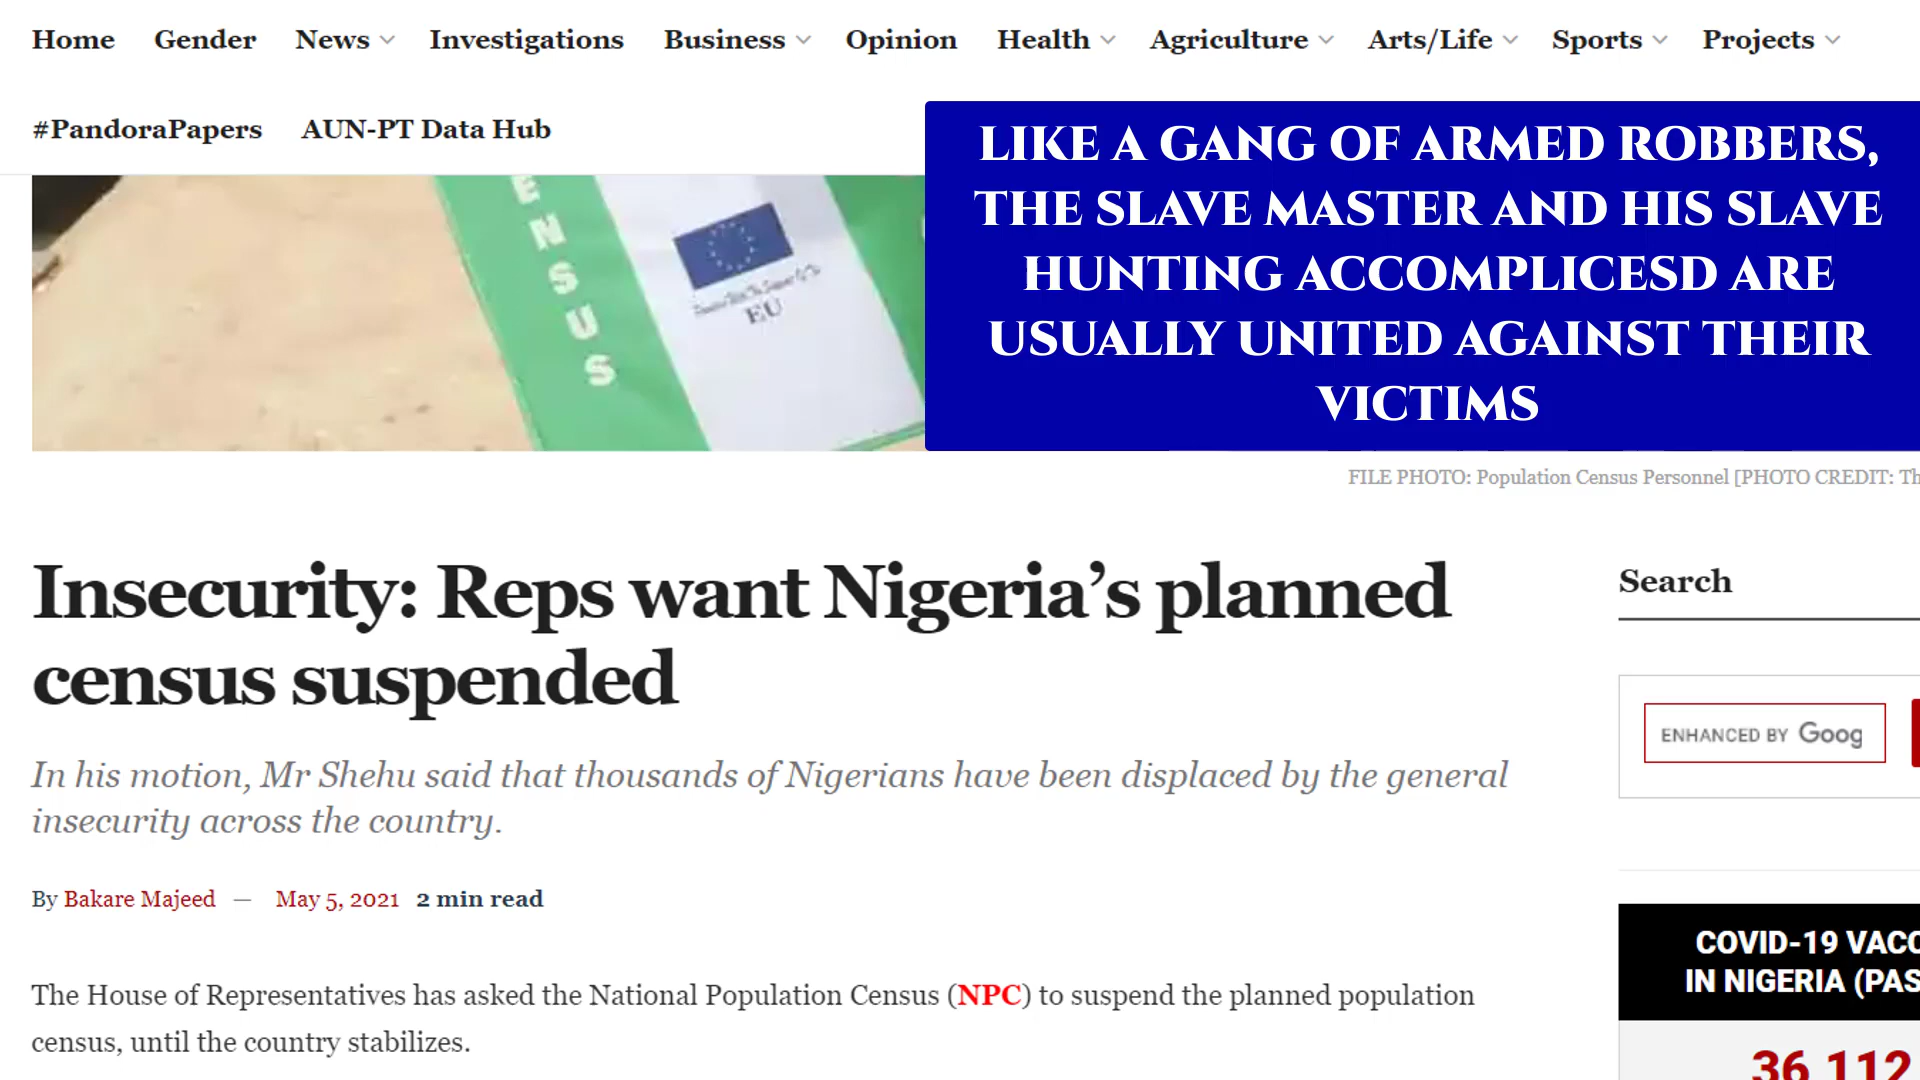 Home Gender News Investigations Business Opinion Health Agriculture Arts/Life Sports Projects
#PandoraPapers AUN-PT Data Hub
LIKE A GANG OF ARMED ROBBERS,
THE SLAVE MASTER AND HIS SLAVE
HUNTING ACCOMPLICESD ARE
USUALLY UNITED AGAINST THEIR
VICTIMS
ENSUS
EU
FILE PHOTO: Population Census Personnel [PHOTO CREDIT: Th
Insecurity: Reps want Nigeria's planned
census suspended
In his motion, Mr Shehu said that thousands of Nigerians have been displaced by the general
insecurity across the country.
By Bakare Majeed — May 5, 2021 2 min read
The House of Representatives has asked the National Population Census (NPC) to suspend the planned population
census, until the country stabilizes.
Search
ENHANCED BY Goog
COVID-19 VACC
IN NIGERIA (PAS
36,112